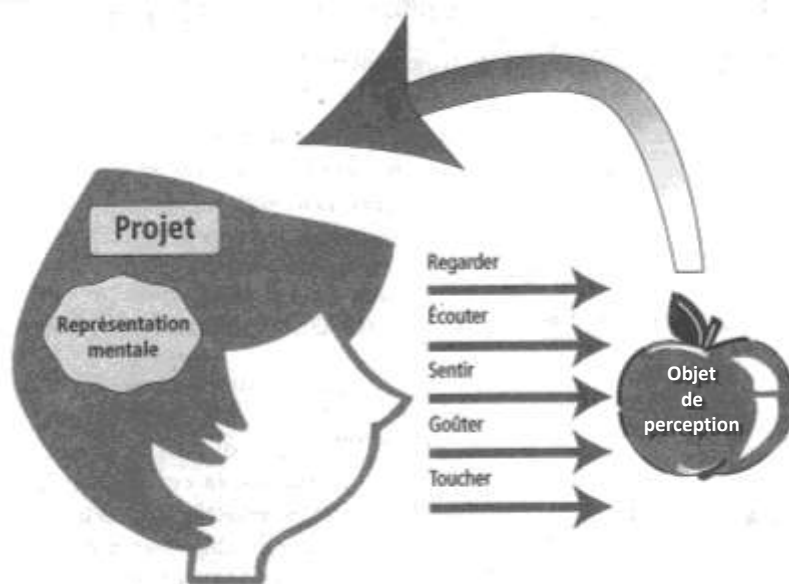 Projet
Représentation
mentale
Regarder
Écouter
Sentir
Goûter
Toucher
Objet
de
perception